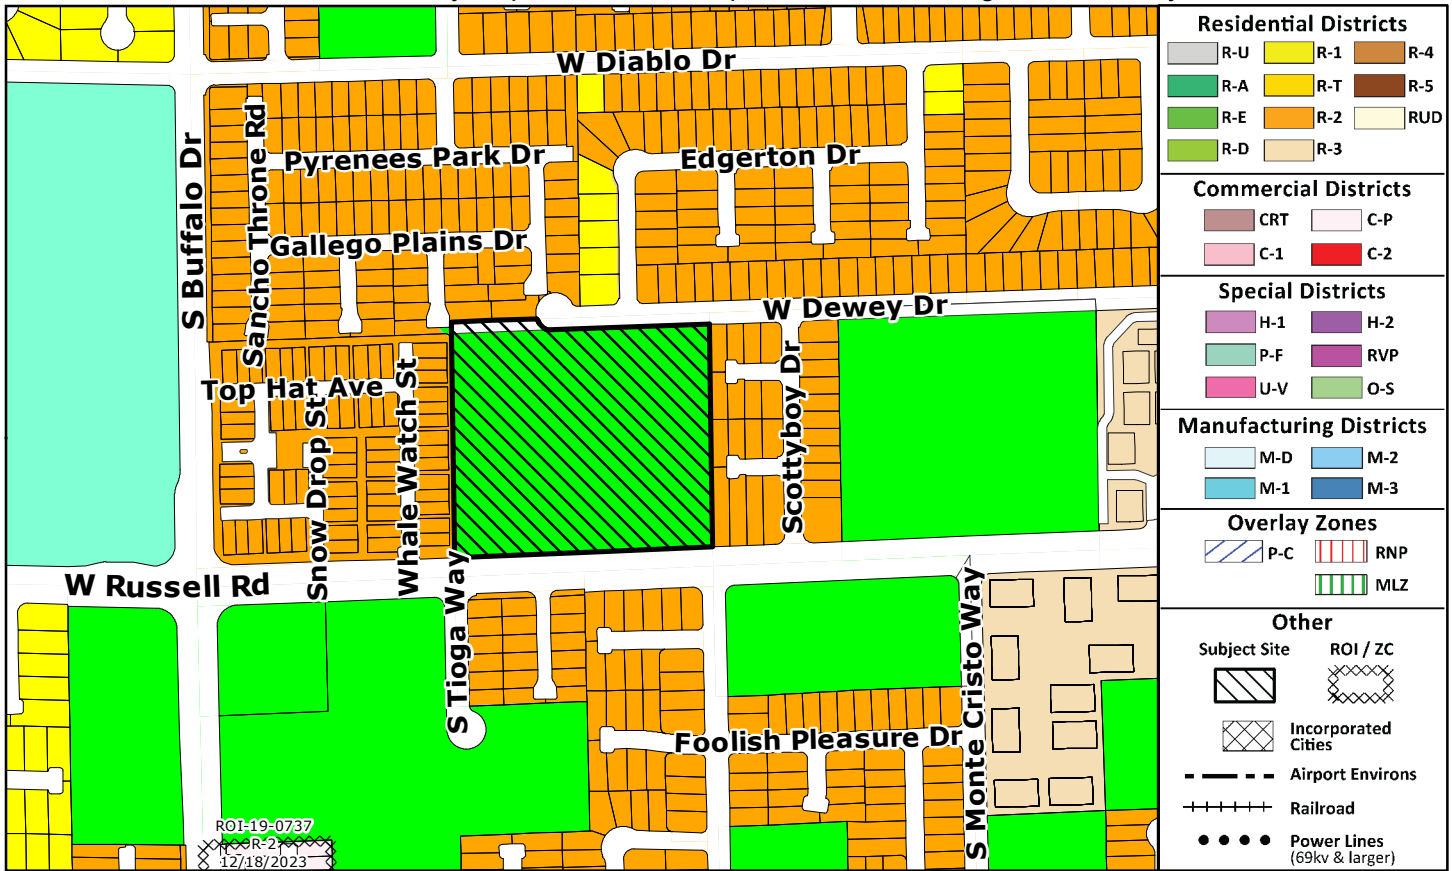 W Diablo Dr
Pyrenees Park Dr
Edgerton Dr
S Buffalo Dr
Sancho Throne Rd
Gallego Plains Dr
W Dewey Dr
Top Hat Ave
Snow Drop St
Whale Watch St
Scottyboy Dr
W Russell Rd
S Tioga Way
S Monte Cristo Way
Foolish Pleasure Dr
ROI-19-0737
R-2
12/18/2023
Residential Districts
R-U R-1 R-4
R-A R-T R-5
R-E R-2 RUD
R-D R-3
Commercial Districts
CRT C-P
C-1 C-2
Special Districts
H-1 H-2
P-F RVP
U-V O-S
Manufacturing Districts
M-D M-2
M-1 M-3
Overlay Zones
P-C RNP
MLZ
Other
Subject Site ROI / ZC
Incorporated
Cities
Airport Environs
Railroad
Power Lines
(69kv & larger)